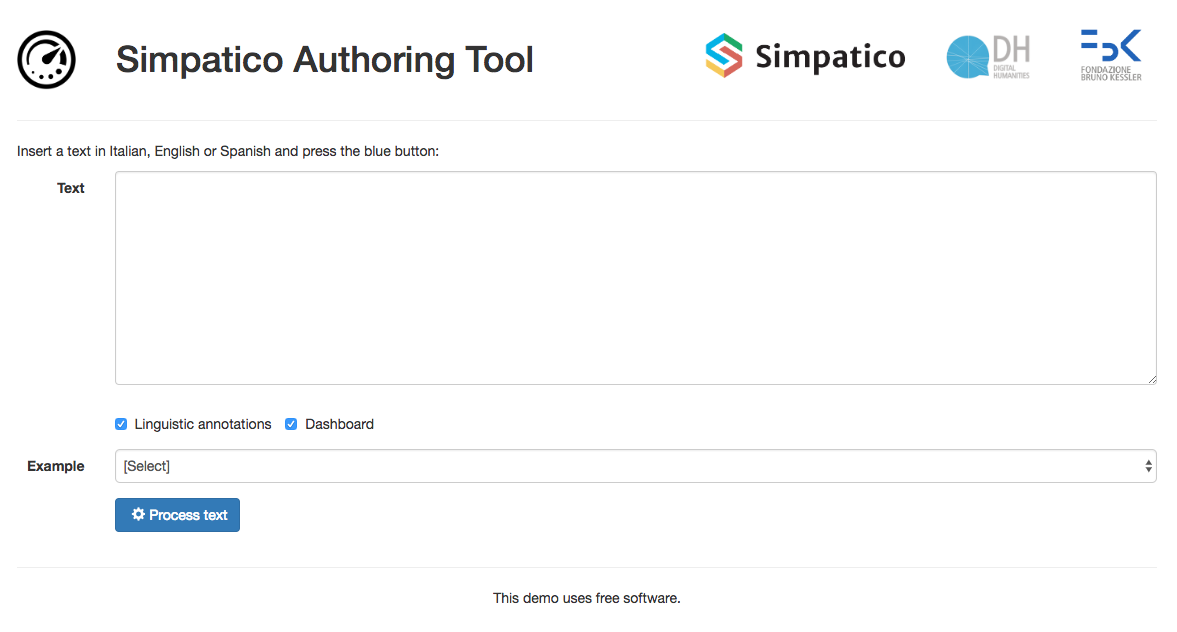 Simpatico Authoring Tool
Simpatico
DH
DIGITAL
HUMANITIES
FBK
FONDAZIONE
BRUNO KESSLER
Insert a text in Italian, English or Spanish and press the blue button:
Text
Linguistic annotations Dashboard
Example [Select]
Process text
This demo uses free software.